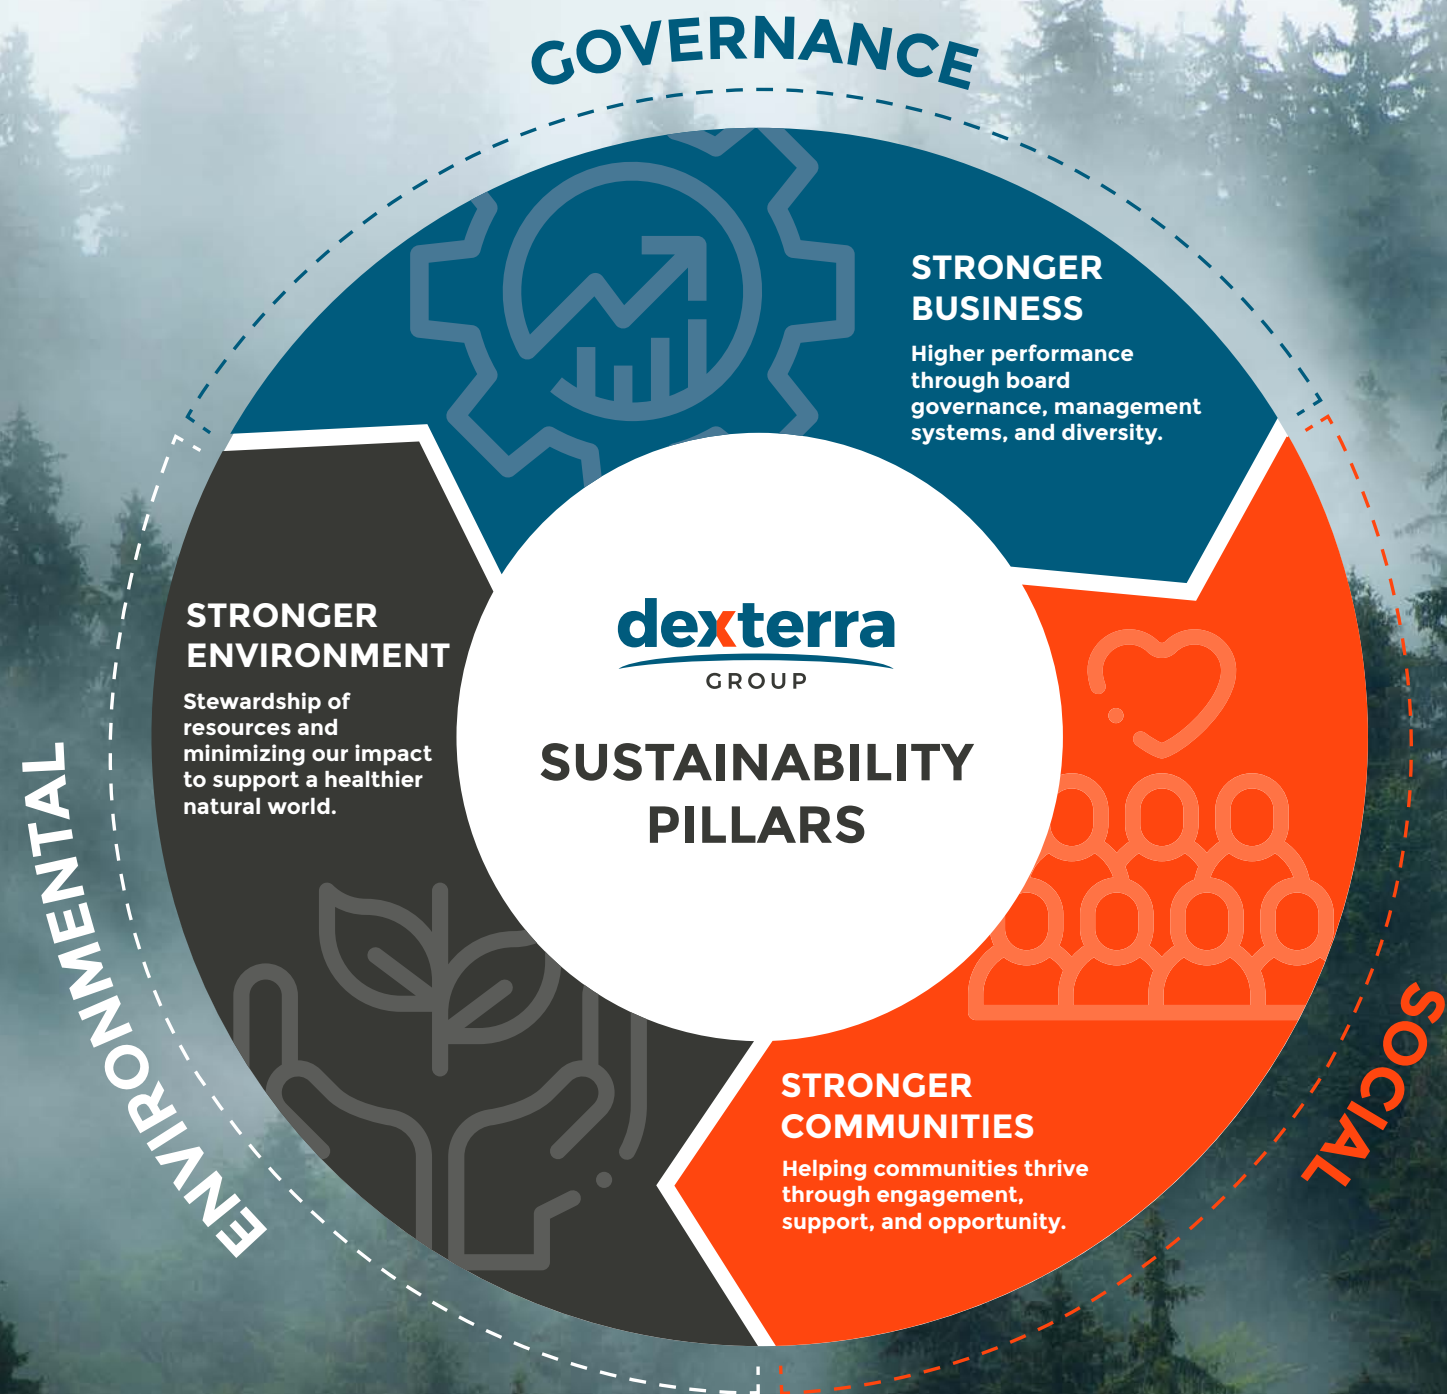 GOVERNANCE
STRONGER
BUSINESS
Higher performance
through board
governance, management
systems, and diversity.
STRONGER
ENVIRONMENT
Stewardship of
resources and
minimizing our impact
to support a healthier
natural world.
dexterra
GROUP
SUSTAINABILITY
PILLARS
ENVIRONMENTAL
SOCIAL
STRONGER
COMMUNITIES
Helping communities thrive
through engagement,
support, and opportunity.